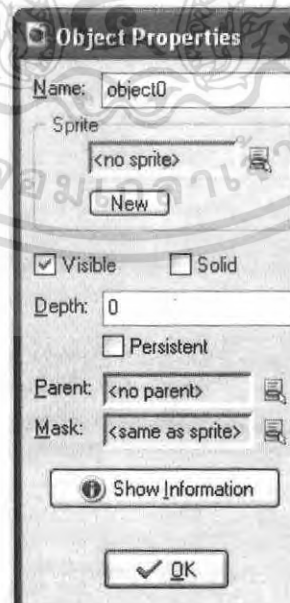 Object Properties
Name: object0
Sprite
<no sprite>
New
Visible Solid
Depth: 0
Persistent
Parent: <no parent>
Mask: <same as sprite>
Show Information
OK